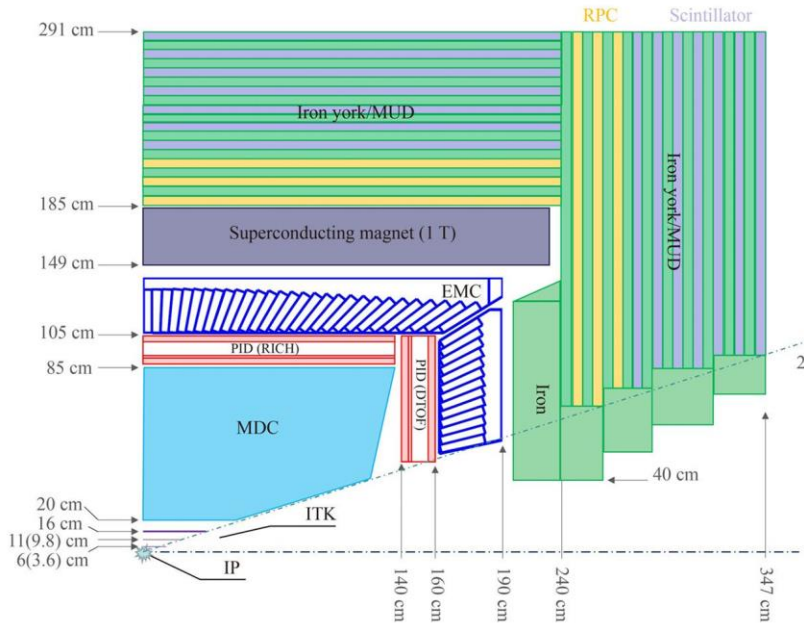 RPC
Scintillator
291 cm
Iron york/MUD
185 cm
Superconducting magnet (1 T)
149 cm
EMC
Iron york/MUD
105 cm
PID (RICH)
85 cm
PID (DTOF)
Iron
MDC
2
40 cm
20 cm
16 cm
ITK
11(9.8) cm
6(3.6) cm
IP
140 cm
160 cm
190 cm
240 cm
347 cm